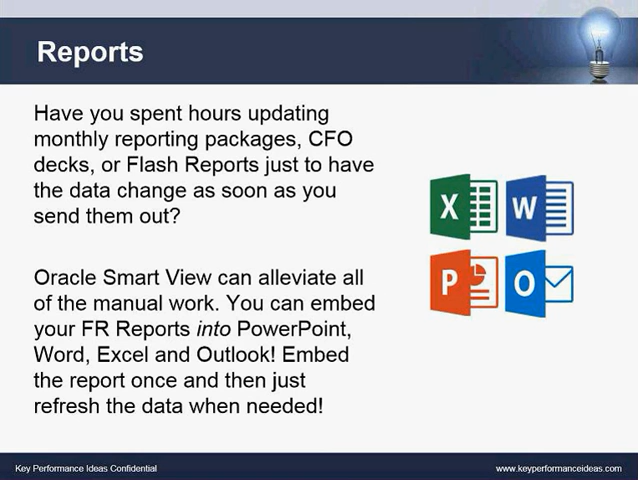 Reports
Have you spent hours updating
monthly reporting packages, CFO
decks, or Flash Reports just to have
the data change as soon as you
send them out?
Oracle Smart View can alleviate all
of the manual work. You can embed
your FR Reports into PowerPoint,
Word, Excel and Outlook! Embed
the report once and then just
refresh the data when needed!
X
W
P
O
Key Performance Ideas Confidential
www.keyperformanceideas.com